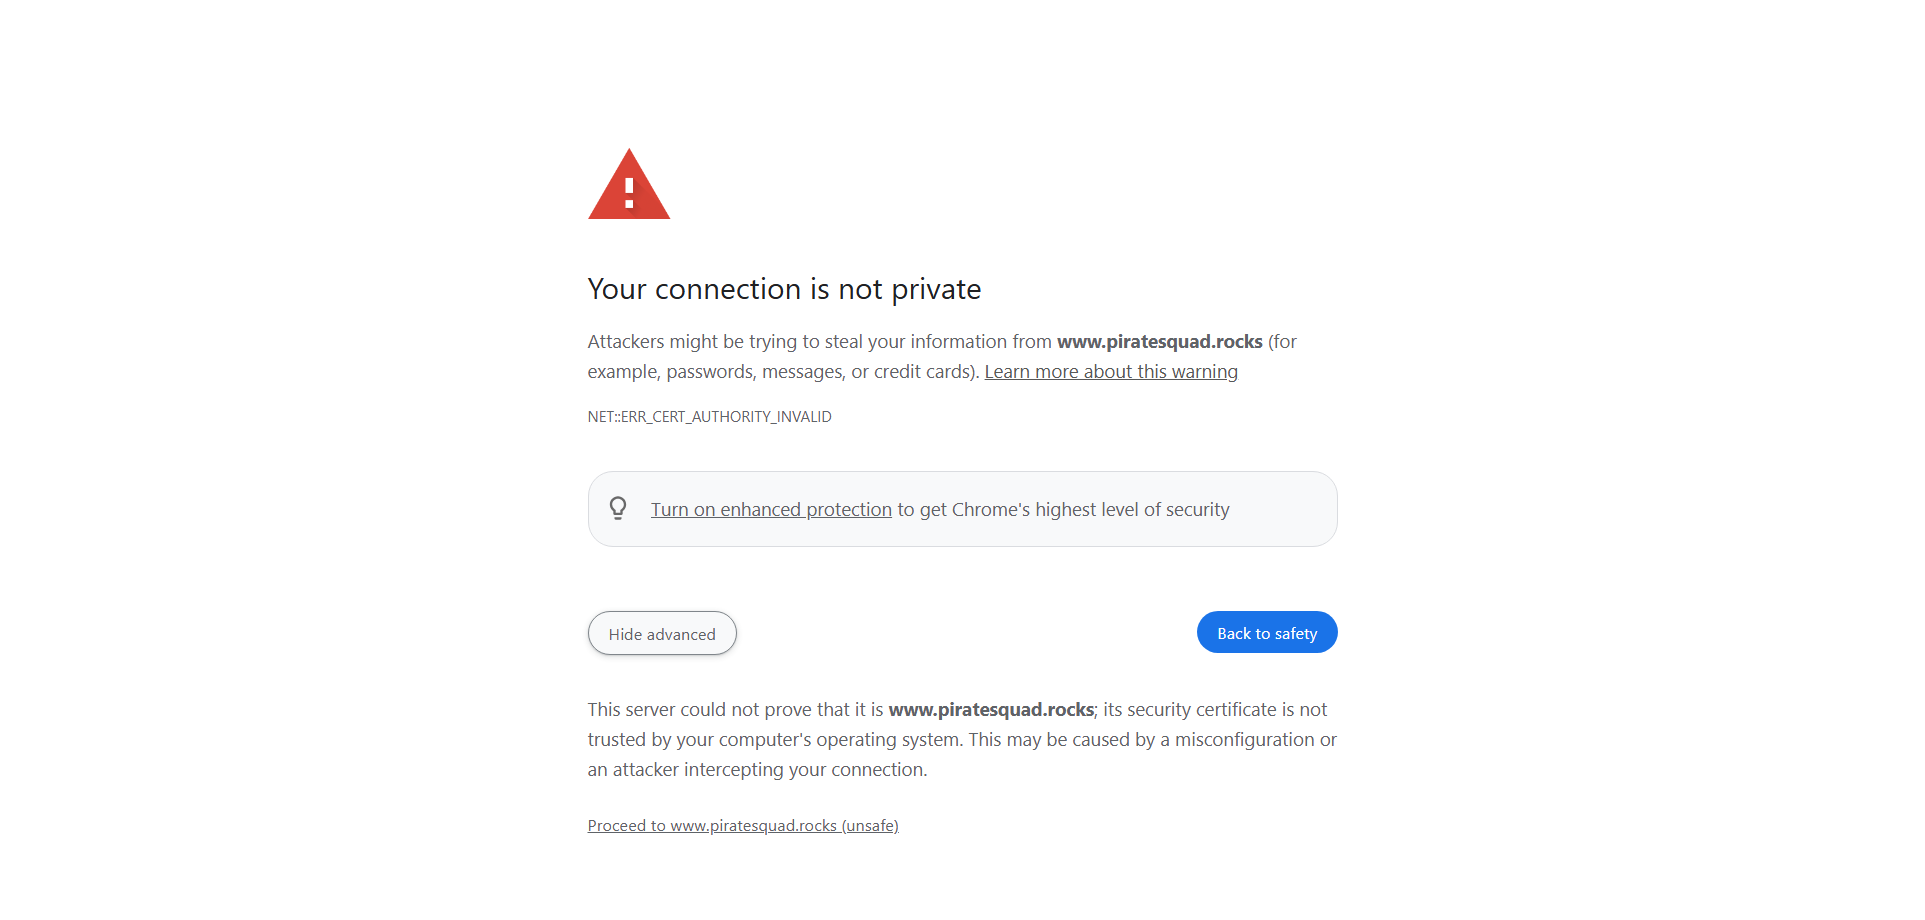 Your connection is not private
Attackers might be trying to steal your information from www.piratesquad.rocks (for
example, passwords, messages, or credit cards). Learn more about this warning
NET::ERR_CERT_AUTHORITY_INVALID
Turn on enhanced protection to get Chrome's highest level of security
Hide advanced
Back to safety
This server could not prove that it is www.piratesquad.rocks; its security certificate is not
trusted by your computer's operating system. This may be caused by a misconfiguration or
an attacker intercepting your connection.
Proceed to www.piratesquad.rocks (unsafe)